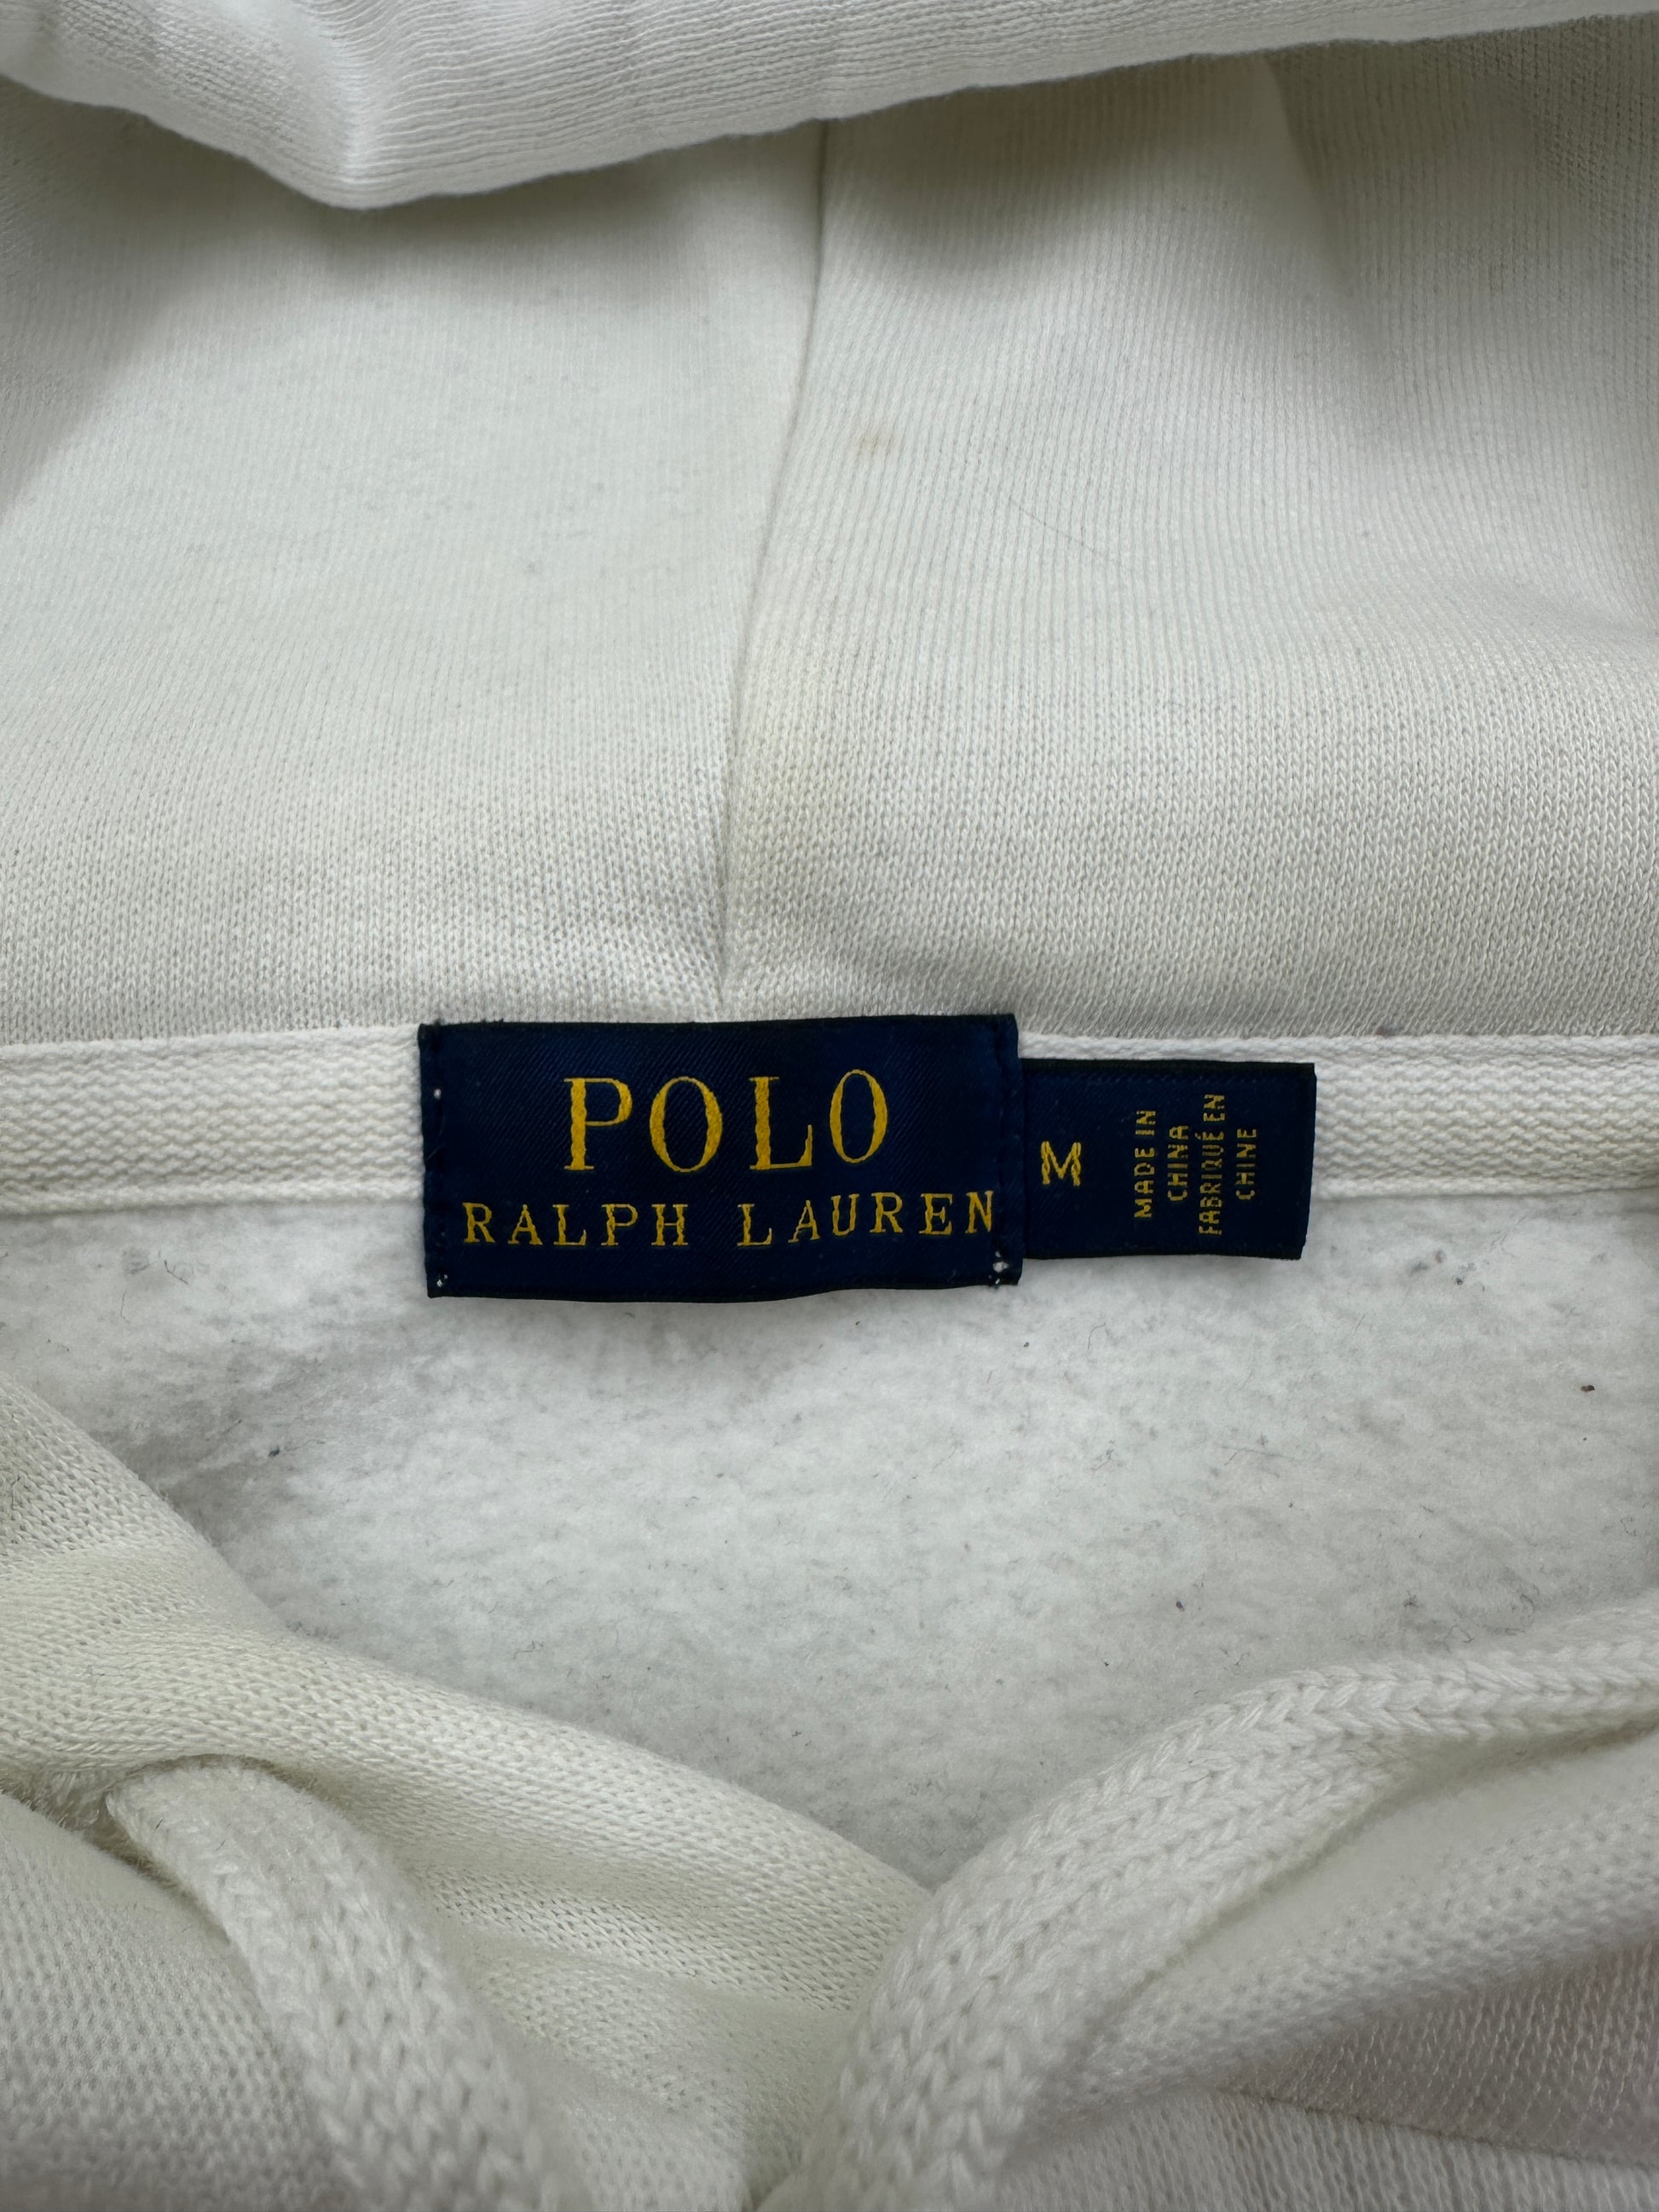 POLO
RALPH LAUREN
M
MADE IN
CHINA
FABRIQUÉ EN
CHINE